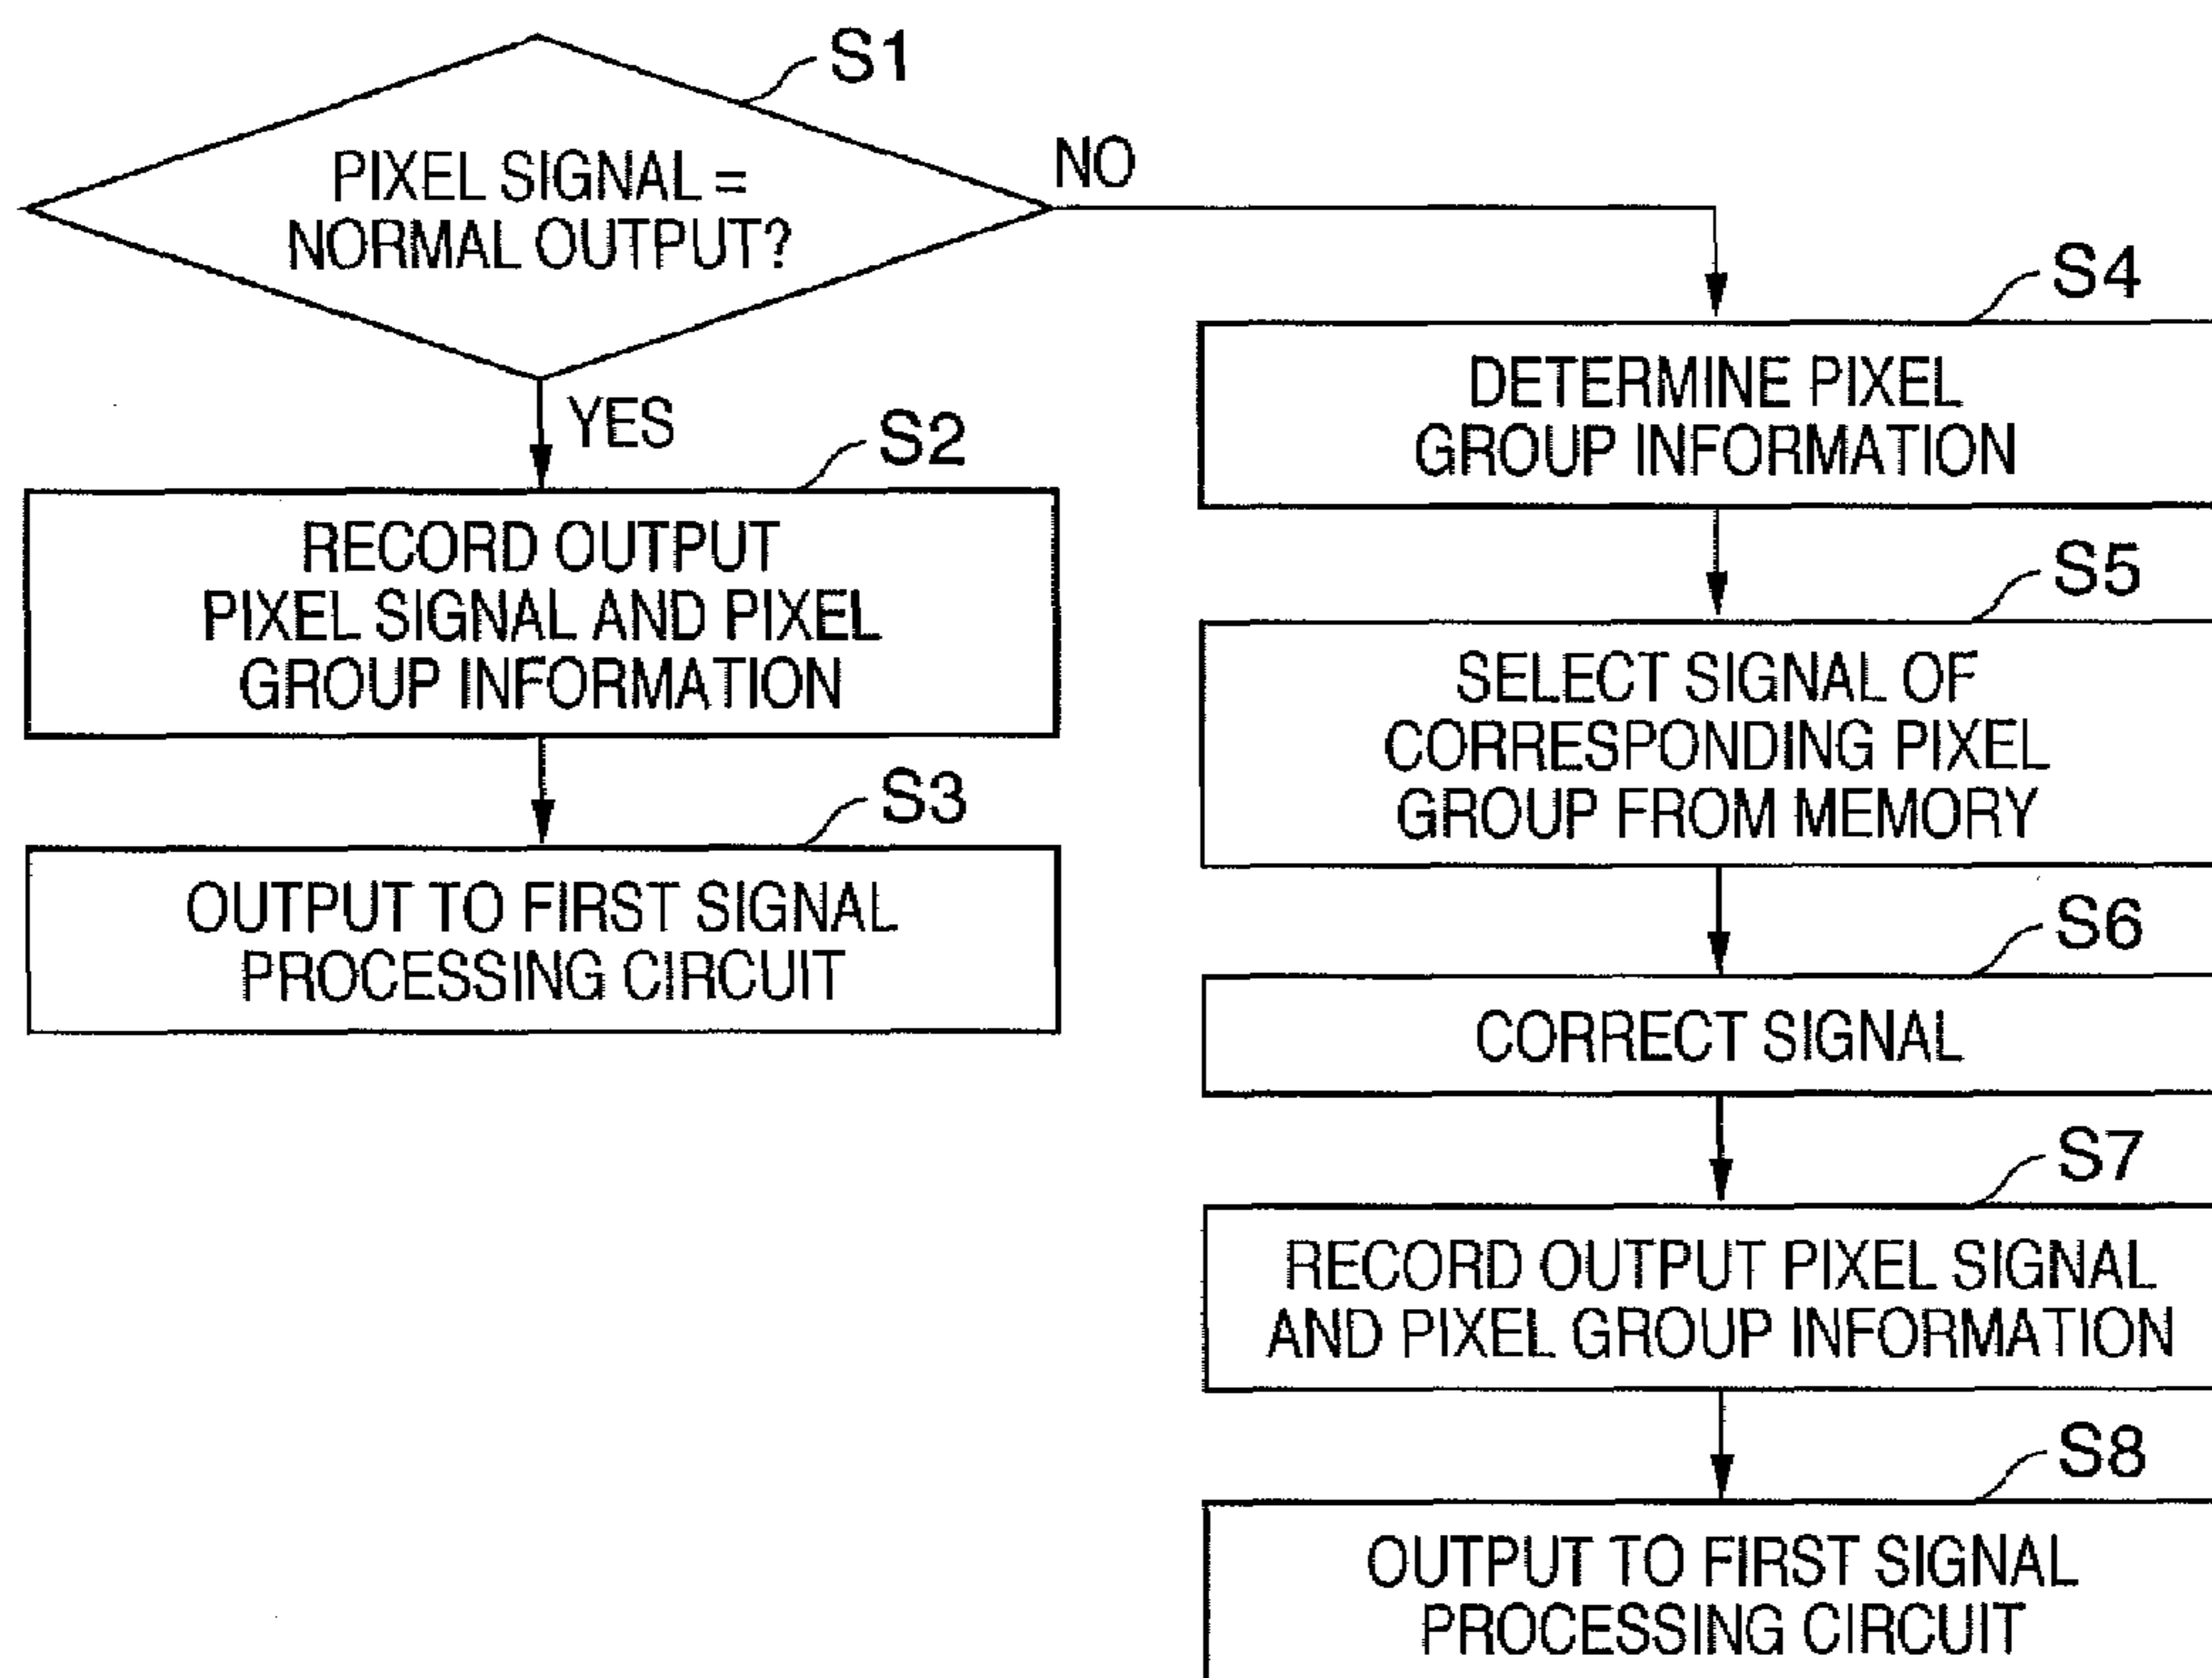 S1
PIXEL SIGNAL =
NORMAL OUTPUT?
NO
YES
S2
RECORD OUTPUT
PIXEL SIGNAL AND PIXEL
GROUP INFORMATION
S3
OUTPUT TO FIRST SIGNAL
PROCESSING CIRCUIT
S4
DETERMINE PIXEL
GROUP INFORMATION
S5
SELECT SIGNAL OF
CORRESPONDING PIXEL
GROUP FROM MEMORY
S6
CORRECT SIGNAL
S7
RECORD OUTPUT PIXEL SIGNAL
AND PIXEL GROUP INFORMATION
S8
OUTPUT TO FIRST SIGNAL
PROCESSING CIRCUIT